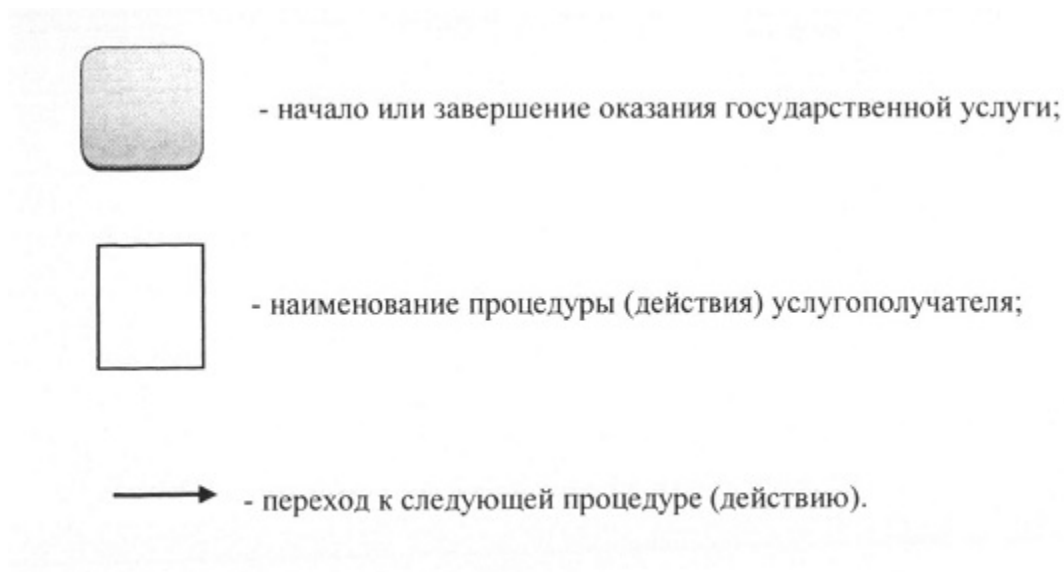 - начало или завершение оказания государственной услуги;
- наименование процедуры (действия) услугополучателя;
- переход к следующей процедуре (действию).